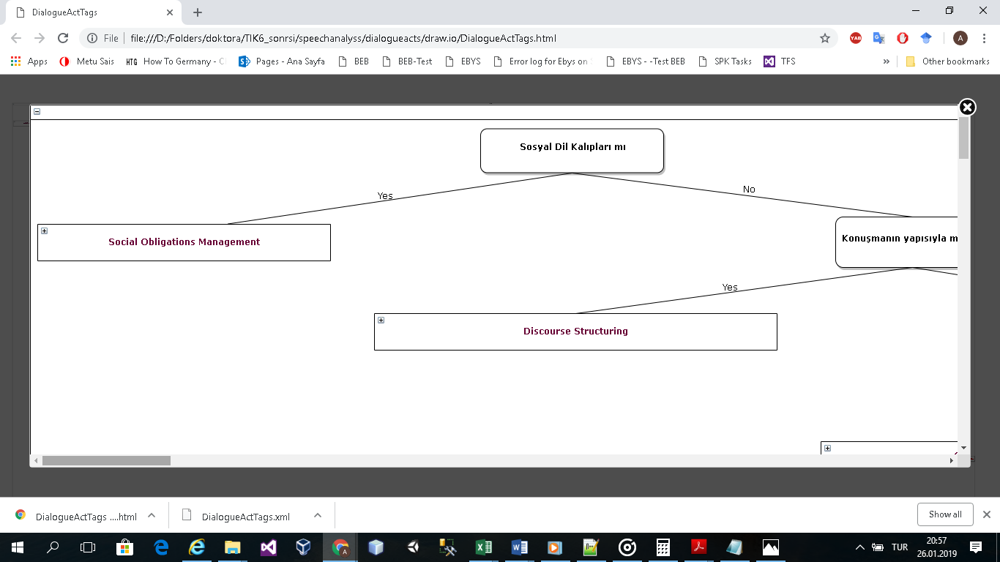 DialogueActTags
File
file:///D:/Folders/doktora/TIK6_sonrsi/speechanalyss/dialogueacts/draw.io/DialogueActTags.html
YAB
A
Apps
Metu Sais
HTG How To Germany - C
Pages - Ana Sayfa
BEB
BEB-Test
EBYS
Error log for Ebys on
EBYS - -Test BEB
SPK Tasks
TFS
Other bookmarks
Sosyal Dil Kalıpları mı
Yes
No
Social Obligations Management
Konuşmanın yapısıyla m
Yes
Discourse Structuring
DialogueActTags ....html
DialogueActTags.xml
Show all
TUR
20:57
26.01.2019